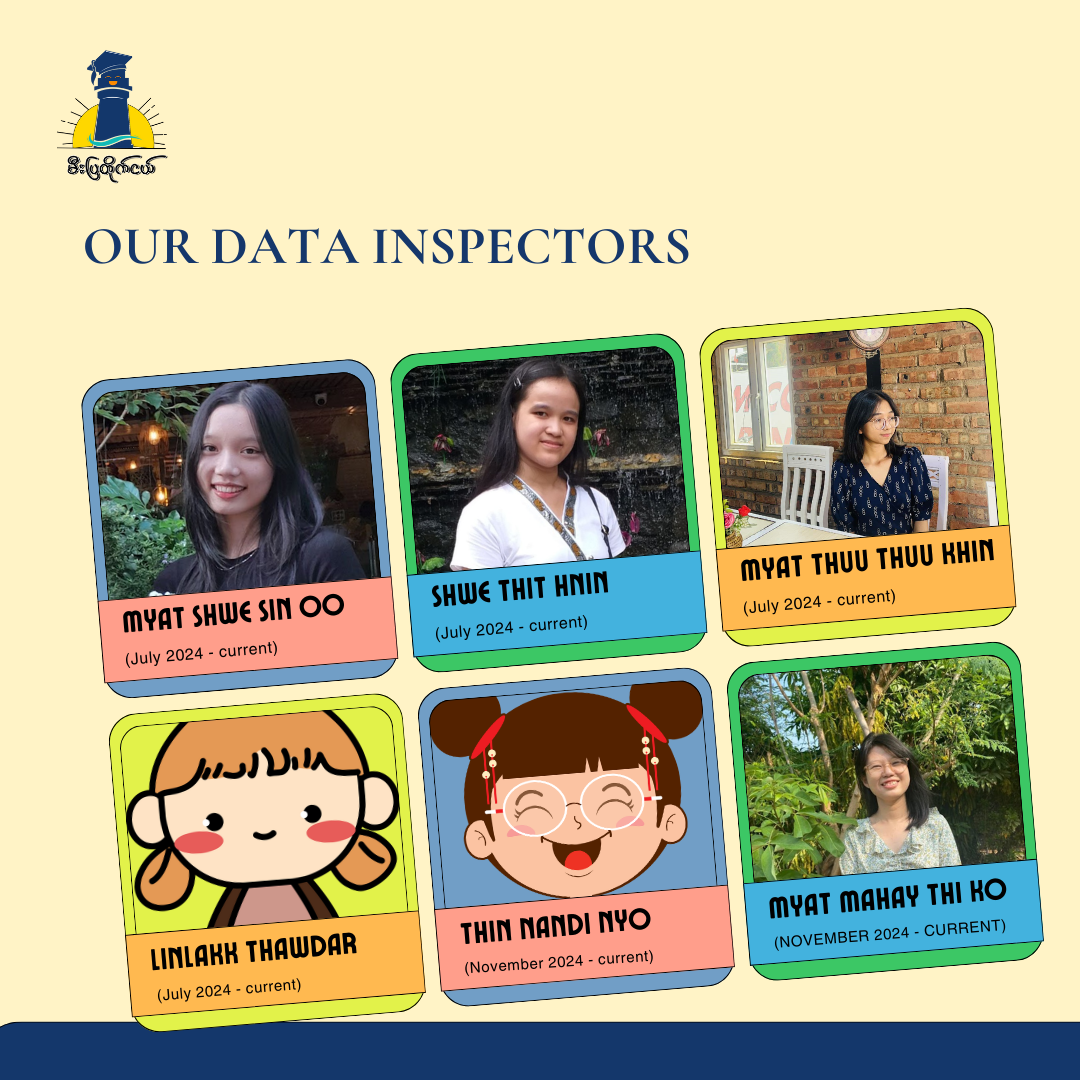 မီးပြတိုက်ငယ်
OUR DATA INSPECTORS
MYAT SHWE SIN OO
(July 2024 - current)
SHWE THIT HNIN
(July 2024 - current)
MYAT THUU THUU KHIN
(July 2024 - current)
LINLAKK THAWDAR
(July 2024 - current)
THIN NANDI NYO
(November 2024 - current)
MYAT MAHAY THI KO
(NOVEMBER 2024 - CURRENT)